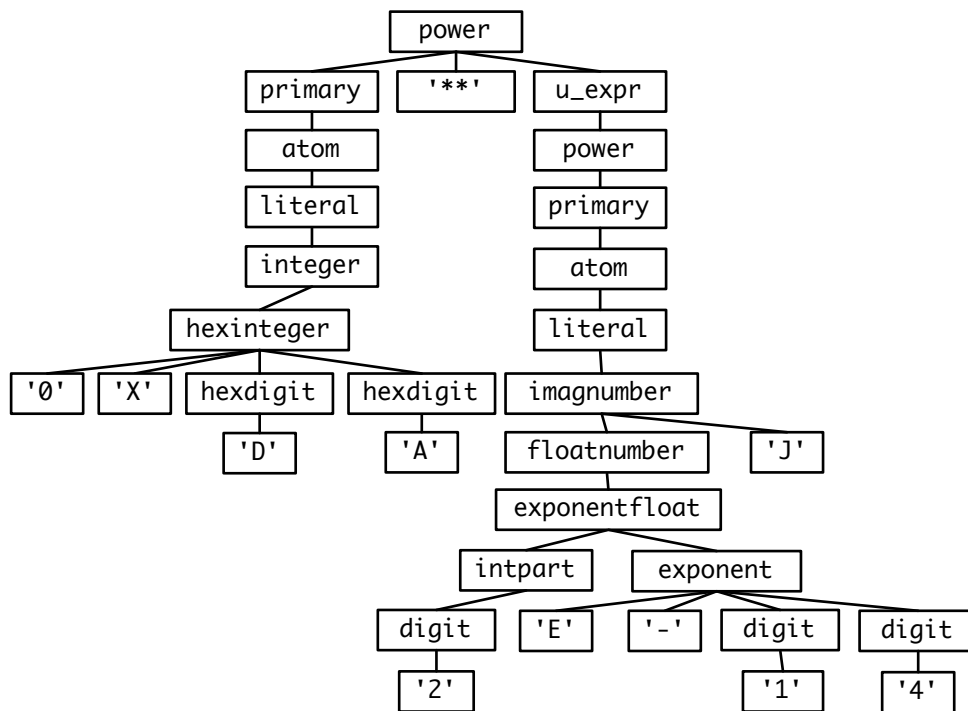 power
primary '**' u_expr
atom power
literal primary
integer atom
hexinteger literal
'0' 'X' hexdigit hexdigit imagnumber
'D' 'A' floatnumber 'J'
exponentfloat
intpart exponent
digit 'E' '-' digit digit
'2' '1' '4'